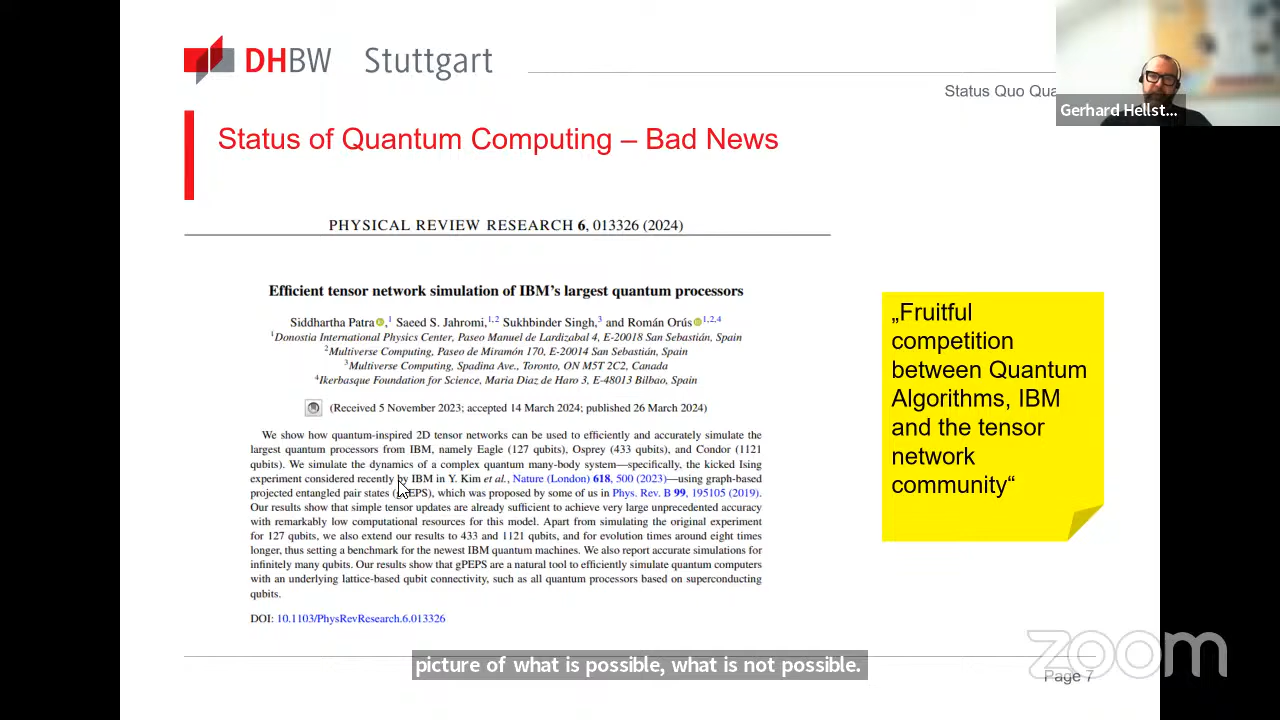 DHBW Stuttgart
Status Quo Qua
Gerhard Hellst...
Status of Quantum Computing – Bad News
PHYSICAL REVIEW RESEARCH 6, 013326 (2024)
Efficient tensor network simulation of IBM's largest quantum processors
Siddhartha Patra,1 Saeed S. Jahromi,1,2 Sukhbinder Singh,3 and Román Orús1,2,4
1Donostia International Physics Center, Paseo Manuel de Lardizabal 4, E-20018 San Sebastián, Spain
2Multiverse Computing, Paseo de Miramón 170, E-20014 San Sebastián, Spain
3Multiverse Computing, Spadina Ave., Toronto, ON M5T 2C2, Canada
4Ikerbasque Foundation for Science, Maria Diaz de Haro 3, E-48013 Bilbao, Spain
(Received 5 November 2023; accepted 14 March 2024; published 26 March 2024)
We show how quantum-inspired 2D tensor networks can be used to efficiently and accurately simulate the
largest quantum processors from IBM, namely Eagle (127 qubits), Osprey (433 qubits), and Condor (1121
qubits). We simulate the dynamics of a complex quantum many-body system—specifically, the kicked Ising
experiment considered recently by IBM in Y. Kim et al., Nature (London) 618, 500 (2023)—using graph-based
projected entangled pair states (gPEPS), which was proposed by some of us in Phys. Rev. B 99, 195105 (2019).
Our results show that simple tensor updates are already sufficient to achieve very large unprecedented accuracy
with remarkably low computational resources for this model. Apart from simulating the original experiment
for 127 qubits, we also extend our results to 433 and 1121 qubits, and for evolution times around eight times
longer, thus setting a benchmark for the newest IBM quantum machines. We also report accurate simulations for
infinitely many qubits. Our results show that gPEPS are a natural tool to efficiently simulate quantum computers
with an underlying lattice-based qubit connectivity, such as all quantum processors based on superconducting
qubits.
DOI: 10.1103/PhysRevResearch.6.013326
„Fruitful
competition
between Quantum
Algorithms, IBM
and the tensor
network
community“
picture of what is possible, what is not possible.
zoom
Page 7